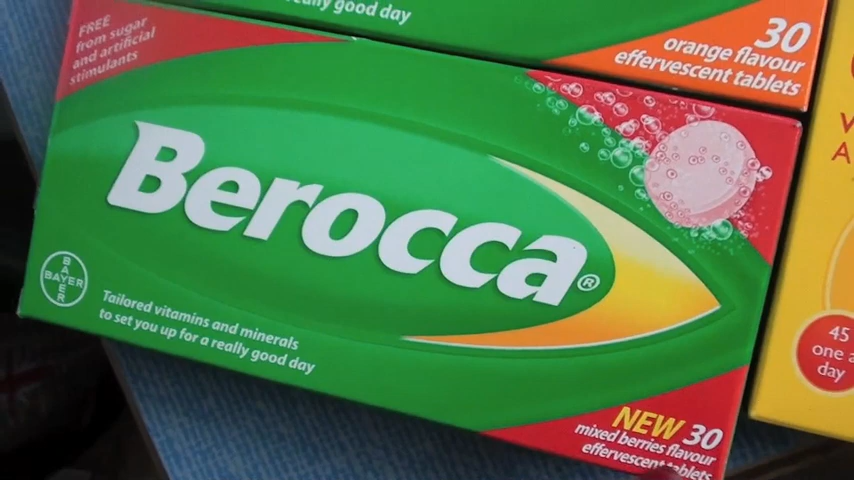 really good day
30
orange flavour
effervescent tablets
FREE
from sugar
and artificial
stimulants
Berocca®
BAYER
BAYER
Tailored vitamins and minerals
to set you up for a really good day
NEW 30
mixed berries flavour
effervescent tablets
45
one a
day